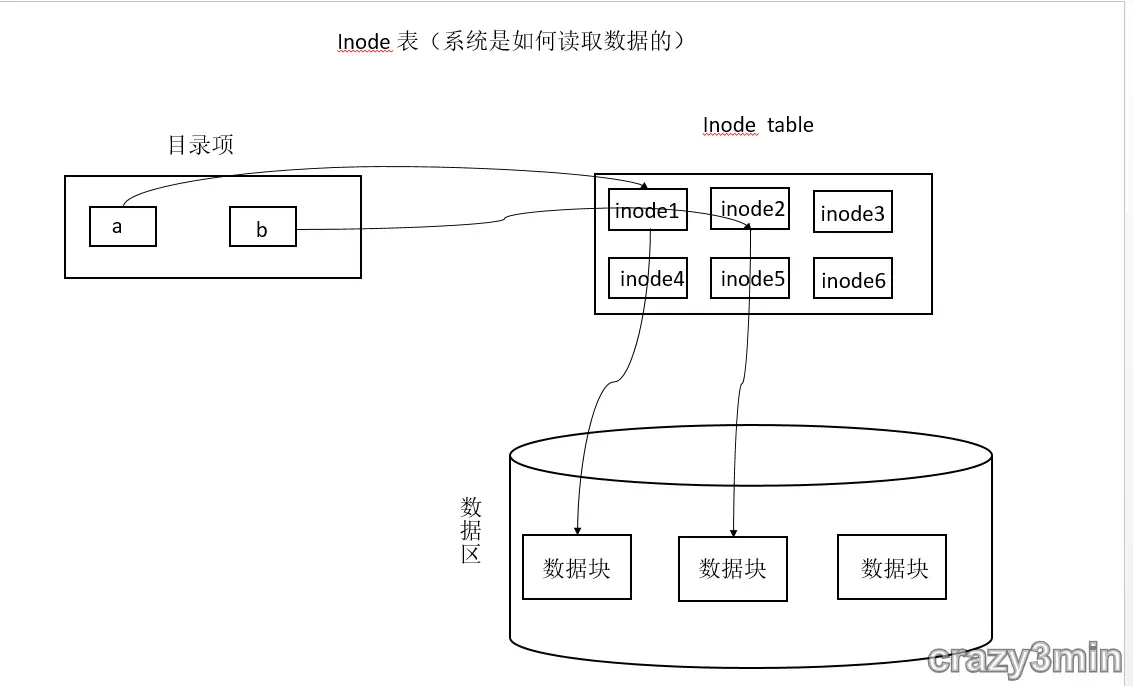 Inode 表（系统是如何读取数据的）
Inode table
目录项
a
b
inode1
inode2
inode3
inode4
inode5
inode6
数据区
数据块
数据块
数据块
crazy3min